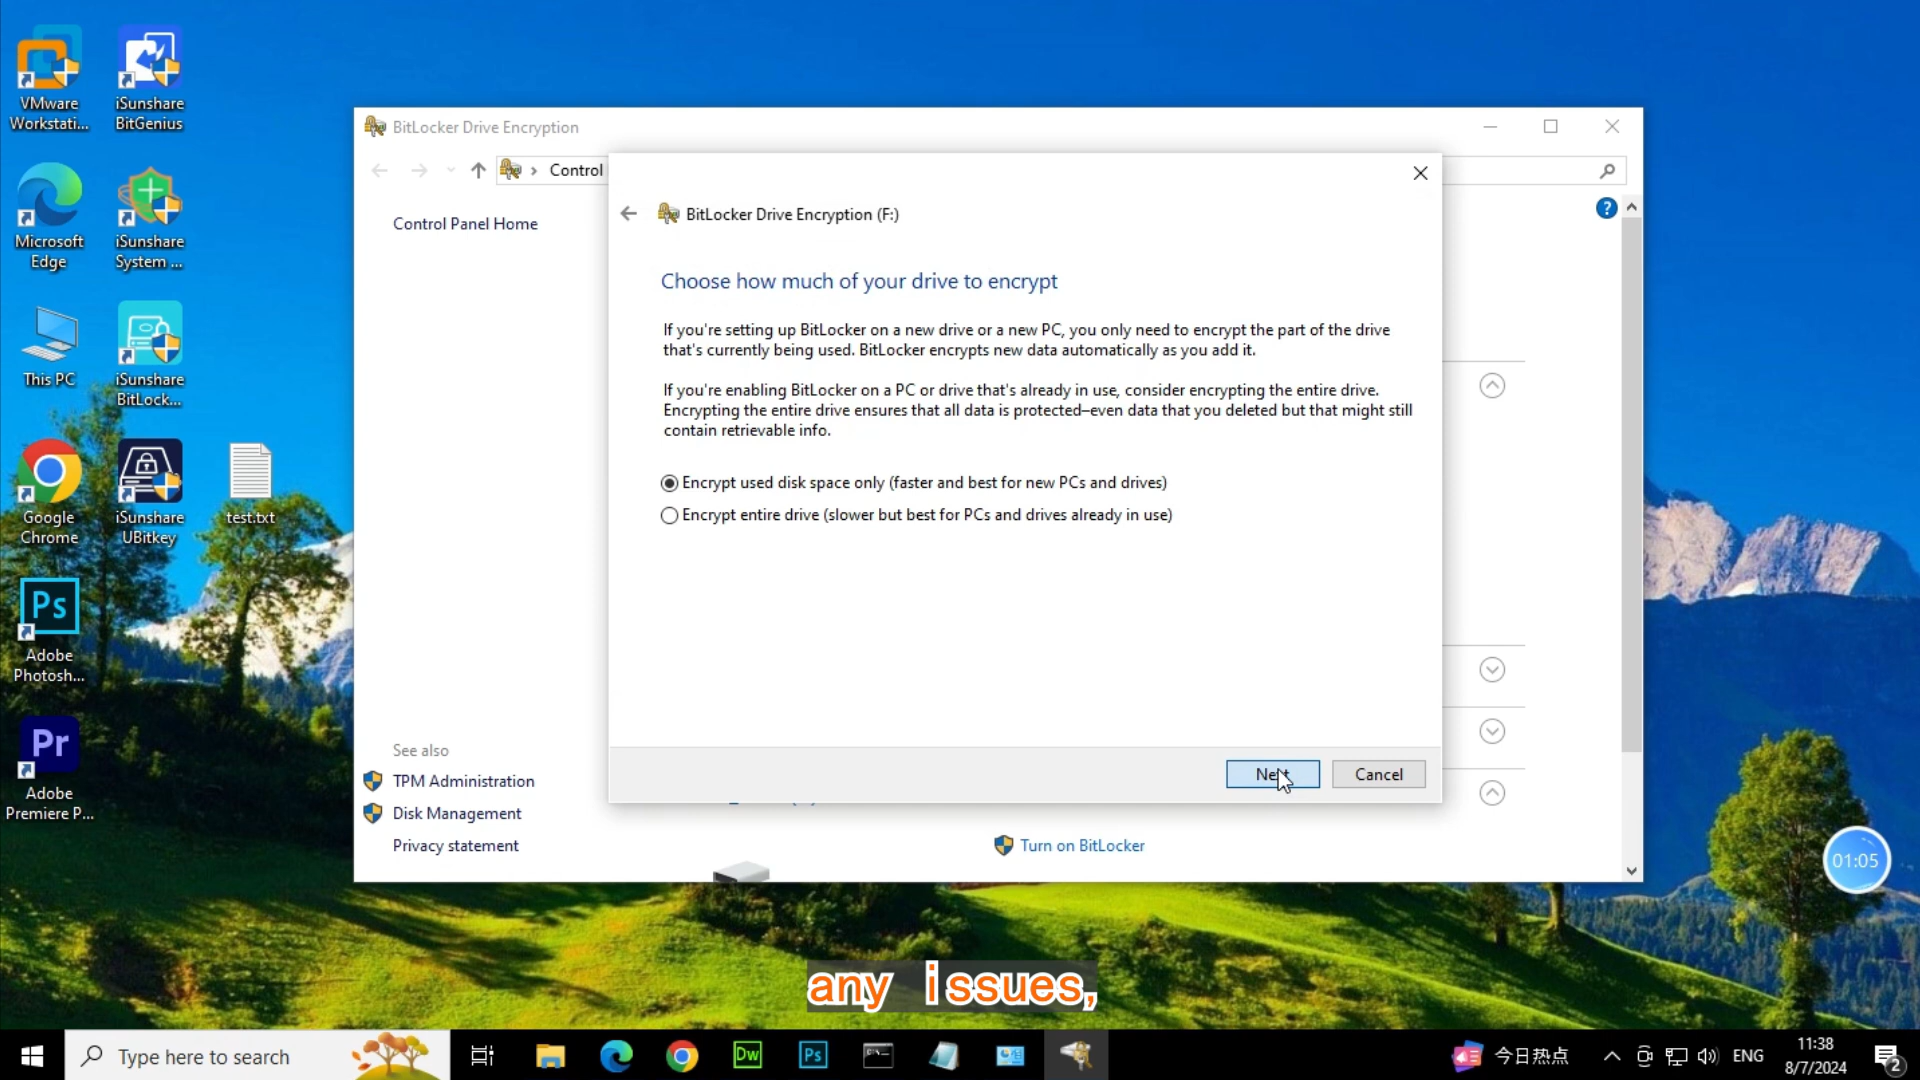 VMware
Workstati...
iSunshare
BitGenius
Microsoft
Edge
iSunshare
System ...
This PC
iSunshare
BitLock...
Google
Chrome
iSunshare
UBitkey
test.txt
Ps
Adobe
Photosh...
Pr
Adobe
Premiere P...
BitLocker Drive Encryption
Control
Control Panel Home
BitLocker Drive Encryption (F:)
Choose how much of your drive to encrypt
If you're setting up BitLocker on a new drive or a new PC, you only need to encrypt the part of the drive
that's currently being used. BitLocker encrypts new data automatically as you add it.
If you're enabling BitLocker on a PC or drive that's already in use, consider encrypting the entire drive.
Encrypting the entire drive ensures that all data is protected–even data that you deleted but that might still
contain retrievable info.
Encrypt used disk space only (faster and best for new PCs and drives)
Encrypt entire drive (slower but best for PCs and drives already in use)
Next
Cancel
See also
TPM Administration
Disk Management
Privacy statement
Turn on BitLocker
01:05
any issues,
Type here to search
Dw
Ps
今日热点
ENG
11:38
8/7/2024
2